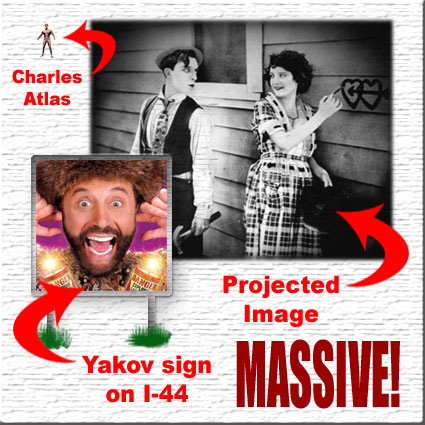 Charles
Atlas
Projected
Image
Yakov sign
on I-44
MASSIVE!